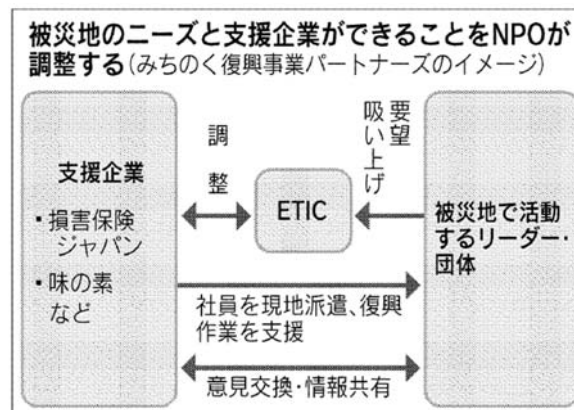 被災地のニーズと支援企業ができることをNPOが
調整する(みちのく復興事業パートナーズのイメージ)
支援企業
・損害保険
ジャパン
・味の素
など
調整
ETIC
要望
吸い上げ
被災地で活動
するリーダー・
団体
社員を現地派遣、復興
作業を支援
意見交換・情報共有